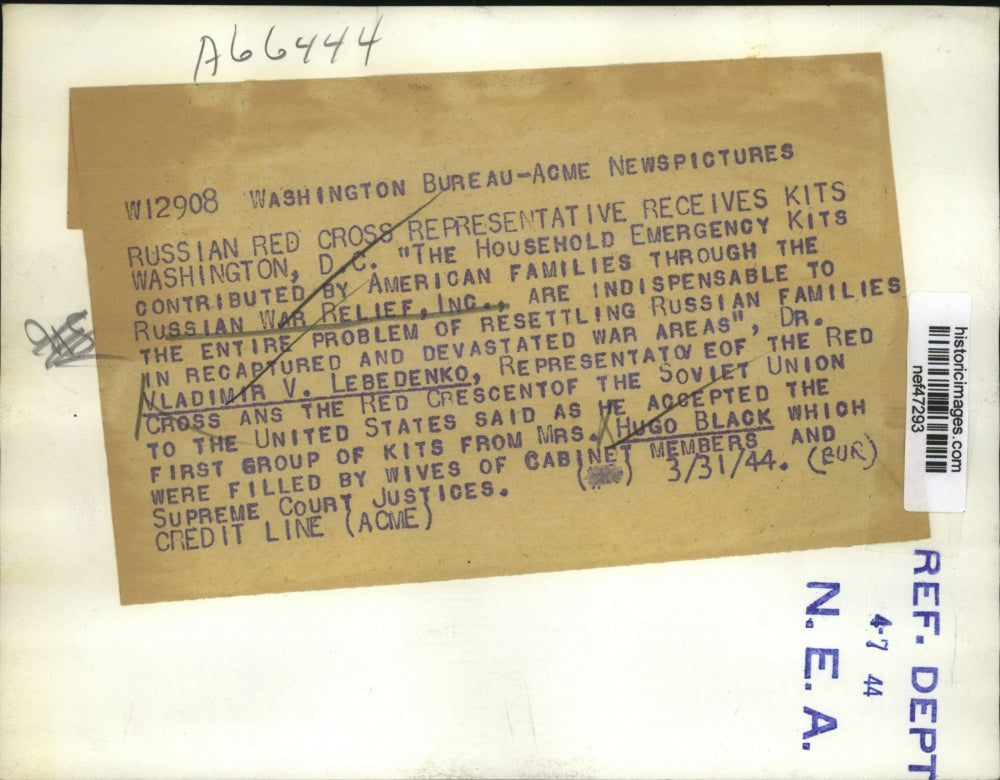 A66444
W12908 WASHINGTON BUREAU-ACME NEWSPICTURES
RUSSIAN RED CROSS REPRESENTATIVE RECEIVES KITS
WASHINGTON, D.C. "THE HOUSEHOLD EMERGENCY KITS
CONTRIBUTED BY AMERICAN FAMILIES THROUGH THE
RUSSIAN WAR RELIEF, INC., ARE INDISPENSABLE TO
THE ENTIRE PROBLEM OF RESETTLING RUSSIAN FAMILIES
IN RECAPTURED AND DEVASTATED WAR AREAS", DR.
VLADIMIR V. LEBEDENKO, REPRESENTATOV EOF THE RED
CROSS ANS THE RED CRESCENTOF THE SOVIET UNION
TO THE UNITED STATES SAID AS HE ACCEPTED THE
FIRST GROUP OF KITS FROM MRS. HUGO BLACK WHICH
WERE FILLED BY WIVES OF CABINET MEMBERS AND
SUPREME COURT JUSTICES. 3/31/44. (BUR)
CREDIT LINE (ACME)
historicimages.com
nef47293
REF. DEPT
4-7 44
N. E. A.